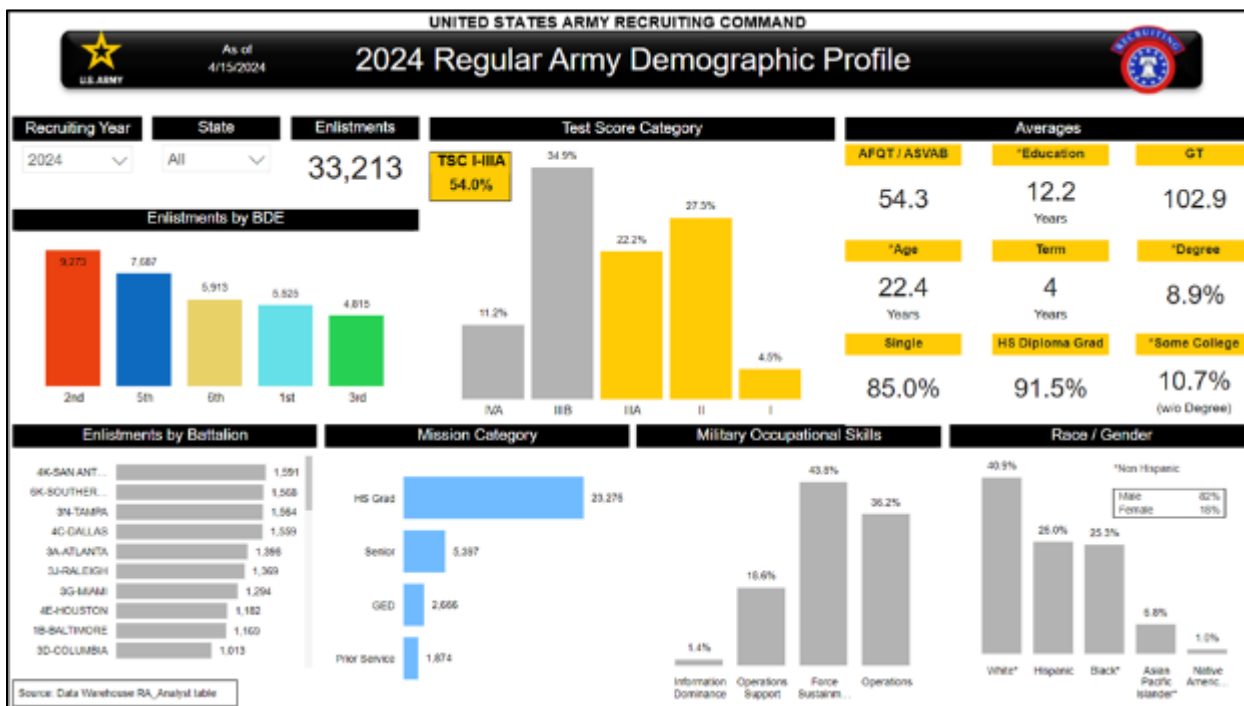 UNITED STATES ARMY RECRUITING COMMAND
U.S. ARMY
As of
4/15/2024
2024 Regular Army Demographic Profile
RECRUITING
Recruiting Year
2024
State
All
Enlistments
33,213
Enlistments by BDE
9,273
7,687
5,913
5,525
4,815
2nd
5th
6th
1st
3rd
Test Score Category
TSC I-IIIA
54.0%
11.2%
34.9%
22.2%
27.3%
4.5%
IVA
IIIB
IIIA
II
I
Averages
AFQT / ASVAB
*Education
GT
54.3
12.2
Years
102.9
*Age
Term
*Degree
22.4
Years
4
Years
8.9%
Single
HS Diploma Grad
*Some College
85.0%
91.5%
10.7%
(w/o Degree)
Enlistments by Battalion
4K-SAN ANT... 1,591
6K-SOUTHER... 1,568
3N-TAMPA 1,564
4C-DALLAS 1,559
3A-ATLANTA 1,396
3J-RALEIGH 1,369
3G-MIAMI 1,294
4E-HOUSTON 1,182
1B-BALTIMORE 1,169
3D-COLUMBIA 1,013
Source: Data Warehouse RA_Analyst table
Mission Category
HS Grad 23,276
Senior 5,397
GED 2,666
Prior Service 1,874
Military Occupational Skills
1.4%
18.6%
43.8%
36.2%
Information Dominance
Operations Support
Force Sustainm...
Operations
Race / Gender
*Non Hispanic
Male 82%
Female 18%
40.9%
26.0%
25.3%
6.8%
1.0%
White*
Hispanic
Black*
Asian Pacific Islander*
Native Americ...